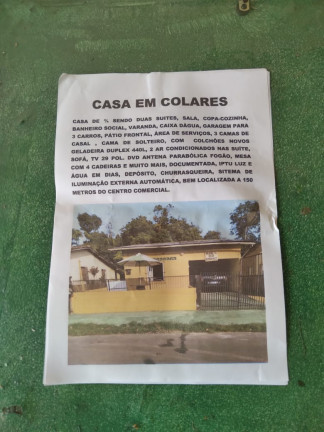 CASA EM COLARES
CASA DE ¾ SENDO DUAS SUITES, SALA, COPA-COZINHA,
BANHEIRO SOCIAL, VARANDA, CAIXA DÁGUA, GARAGEM PARA
3 CARROS, PÁTIO FRONTAL, ÁREA DE SERVIÇOS, 3 CAMAS DE
CASAL , CAMA DE SOLTEIRO, COM COLCHÕES NOVOS
GELADEIRA DUPLEX 440L, 2 AR CONDICIONADOS NAS SUITE,
SOFÁ, TV 29 POL. DVD ANTENA PARABÓLICA FOGÃO, MESA
COM 4 CADEIRAS E MUITO MAIS, DOCUMENTADA, IPTU LUZ E
ÁGUA EM DIAS, DEPÓSITO, CHURRASQUEIRA, SITEMA DE
ILUMINAÇÃO EXTERNA AUTOMÁTICA, BEM LOCALIZADA A 150
METROS DO CENTRO COMERCIAL.